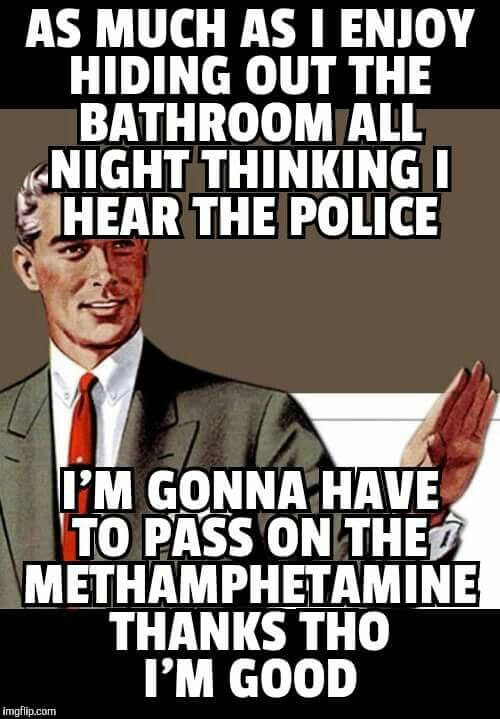 AS MUCH AS I ENJOY
HIDING OUT THE
BATHROOM ALL
NIGHT THINKING I
HEAR THE POLICE
I'M GONNA HAVE
TO PASS ON THE
METHAMPHETAMINE
THANKS THO
I'M GOOD
imgflip.com